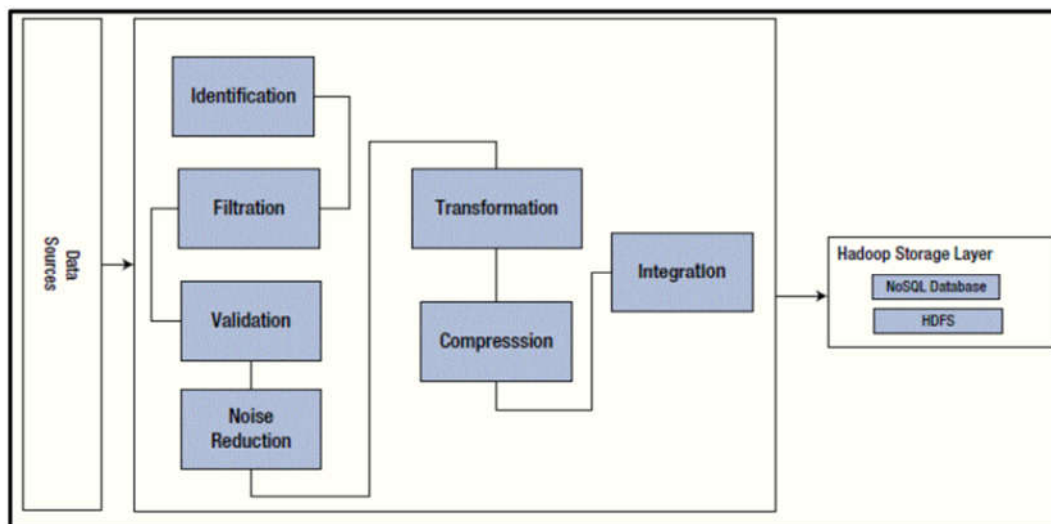 Data
Sources
Identification
Filtration
Validation
Noise
Reduction
Transformation
Compresssion
Integration
Hadoop Storage Layer
NoSQL Database
HDFS